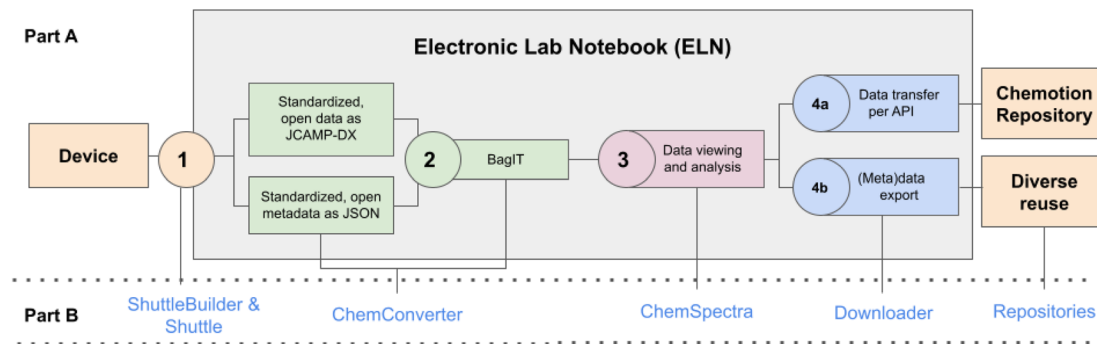 Part A
Electronic Lab Notebook (ELN)
Device
1
Standardized,
open data as
JCAMP-DX
Standardized, open
metadata as JSON
2
BagIT
3
Data viewing
and analysis
4a
Data transfer
per API
4b
(Meta)data
export
Chemotion
Repository
Diverse
reuse
Part B
ShuttleBuilder &
Shuttle
ChemConverter
ChemSpectra
Downloader
Repositories